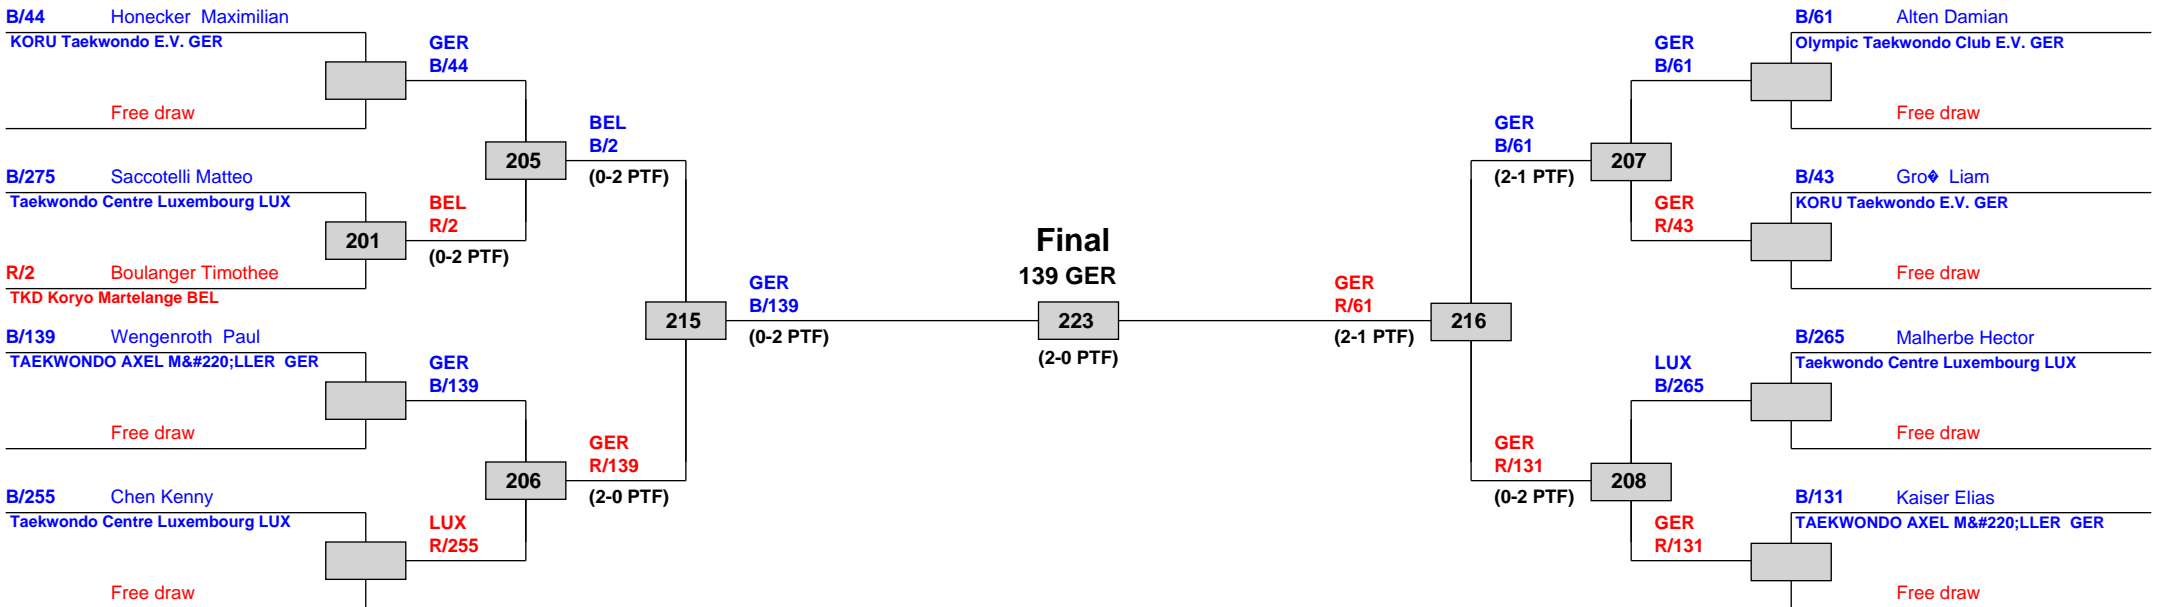 B/44 Honecker Maximilian
KORU Taekwondo E.V. GER
Free draw
B/275 Saccotelli Matteo
Taekwondo Centre Luxembourg LUX
R/2 Boulanger Timothee
TKD Koryo Martelange BEL
B/139 Wengenroth Paul
TAEKWONDO AXEL M&#220;LLER GER
Free draw
B/255 Chen Kenny
Taekwondo Centre Luxembourg LUX
Free draw
GER
B/44
201
BEL
R/2
(0-2 PTF)
GER
B/139
LUX
R/255
205
BEL
B/2
(0-2 PTF)
206
GER
R/139
(2-0 PTF)
215
GER
B/139
(0-2 PTF)
Final
139 GER
223
(2-0 PTF)
GER
R/61
(2-1 PTF)
216
GER
B/61
(2-1 PTF)
207
GER
R/131
(0-2 PTF)
208
GER
B/61
GER
R/43
LUX
B/265
GER
R/131
B/61 Alten Damian
Olympic Taekwondo Club E.V. GER
Free draw
B/43 Gro� Liam
KORU Taekwondo E.V. GER
Free draw
B/265 Malherbe Hector
Taekwondo Centre Luxembourg LUX
Free draw
B/131 Kaiser Elias
TAEKWONDO AXEL M&#220;LLER GER
Free draw